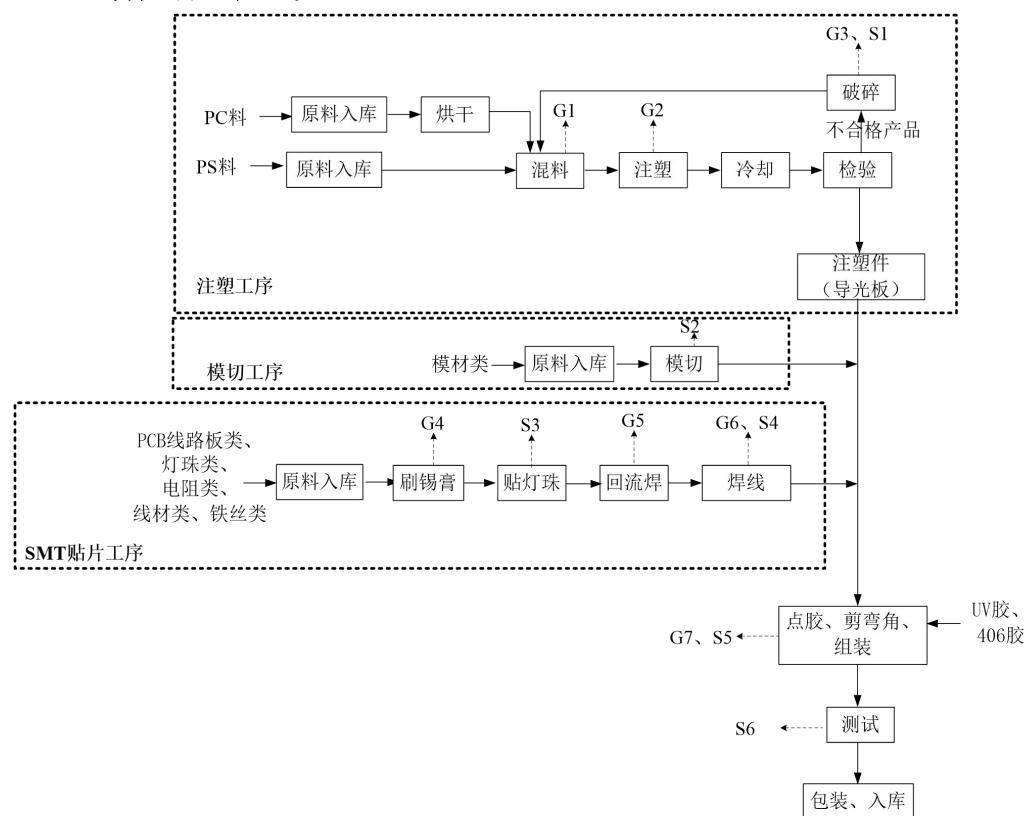 G3、S1
破碎
PC料
原料入库
烘干
G1
G2
不合格产品
PS料
原料入库
混料
注塑
冷却
检验
注塑件
（导光板）
注塑工序
S2
模材类
原料入库
模切
模切工序
PCB线路板类、
灯珠类、
电阻类、
线材类、铁丝类
原料入库
G4
刷锡膏
S3
贴灯珠
G5
回流焊
G6、S4
焊线
SMT贴片工序
UV胶、
406胶
点胶、剪弯角、
组装
G7、S5
测试
S6
包装、入库